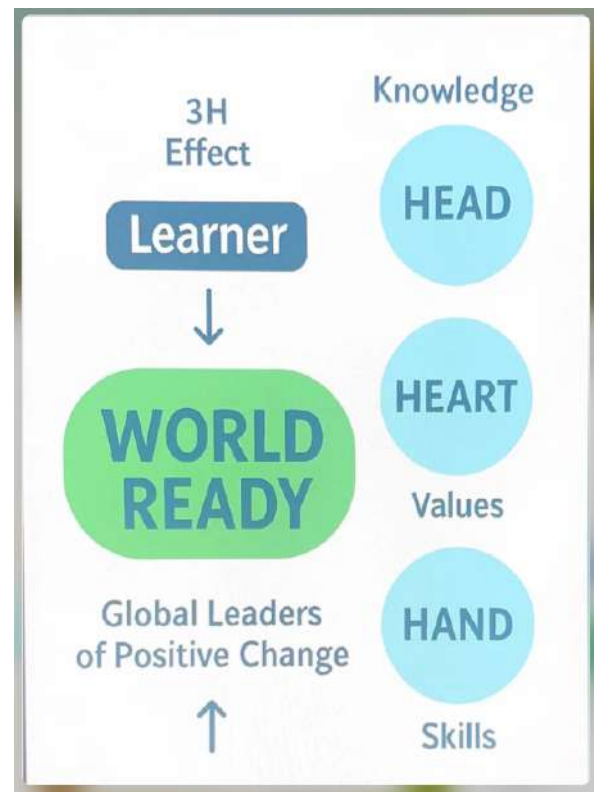 3H
Effect
Learner
WORLD
READY
Global Leaders
of Positive Change
Knowledge
HEAD
HEART
Values
HAND
Skills